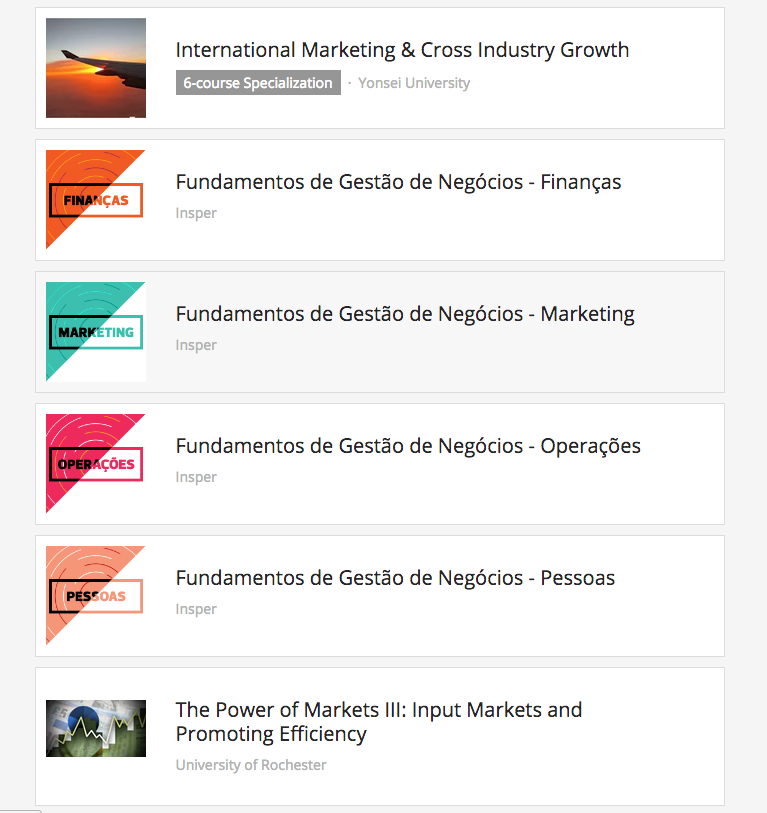 International Marketing & Cross Industry Growth
6-course Specialization · Yonsei University
FINANÇAS
Fundamentos de Gestão de Negócios - Finanças
Insper
MARKETING
Fundamentos de Gestão de Negócios - Marketing
Insper
OPERAÇÕES
Fundamentos de Gestão de Negócios - Operações
Insper
PESSOAS
Fundamentos de Gestão de Negócios - Pessoas
Insper
The Power of Markets III: Input Markets and
Promoting Efficiency
University of Rochester